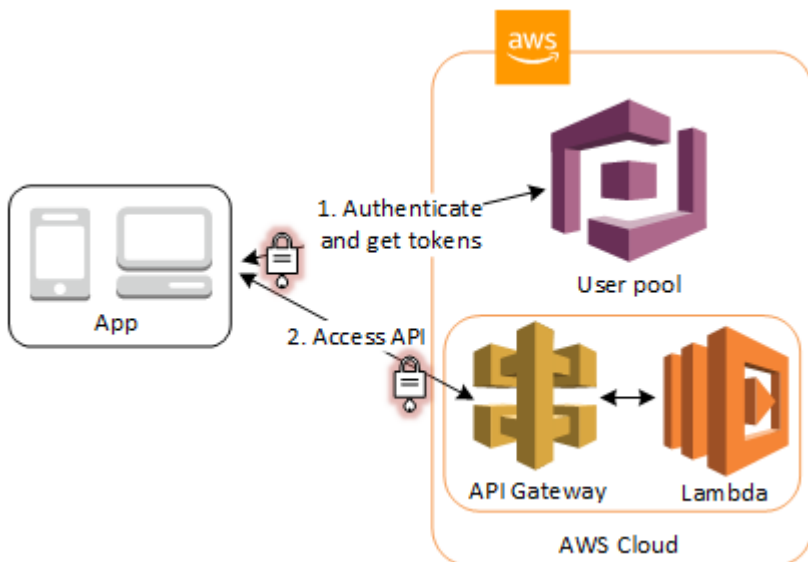 aws
1. Authenticate
and get tokens
User pool
App
2. Access API
API Gateway
Lambda
AWS Cloud